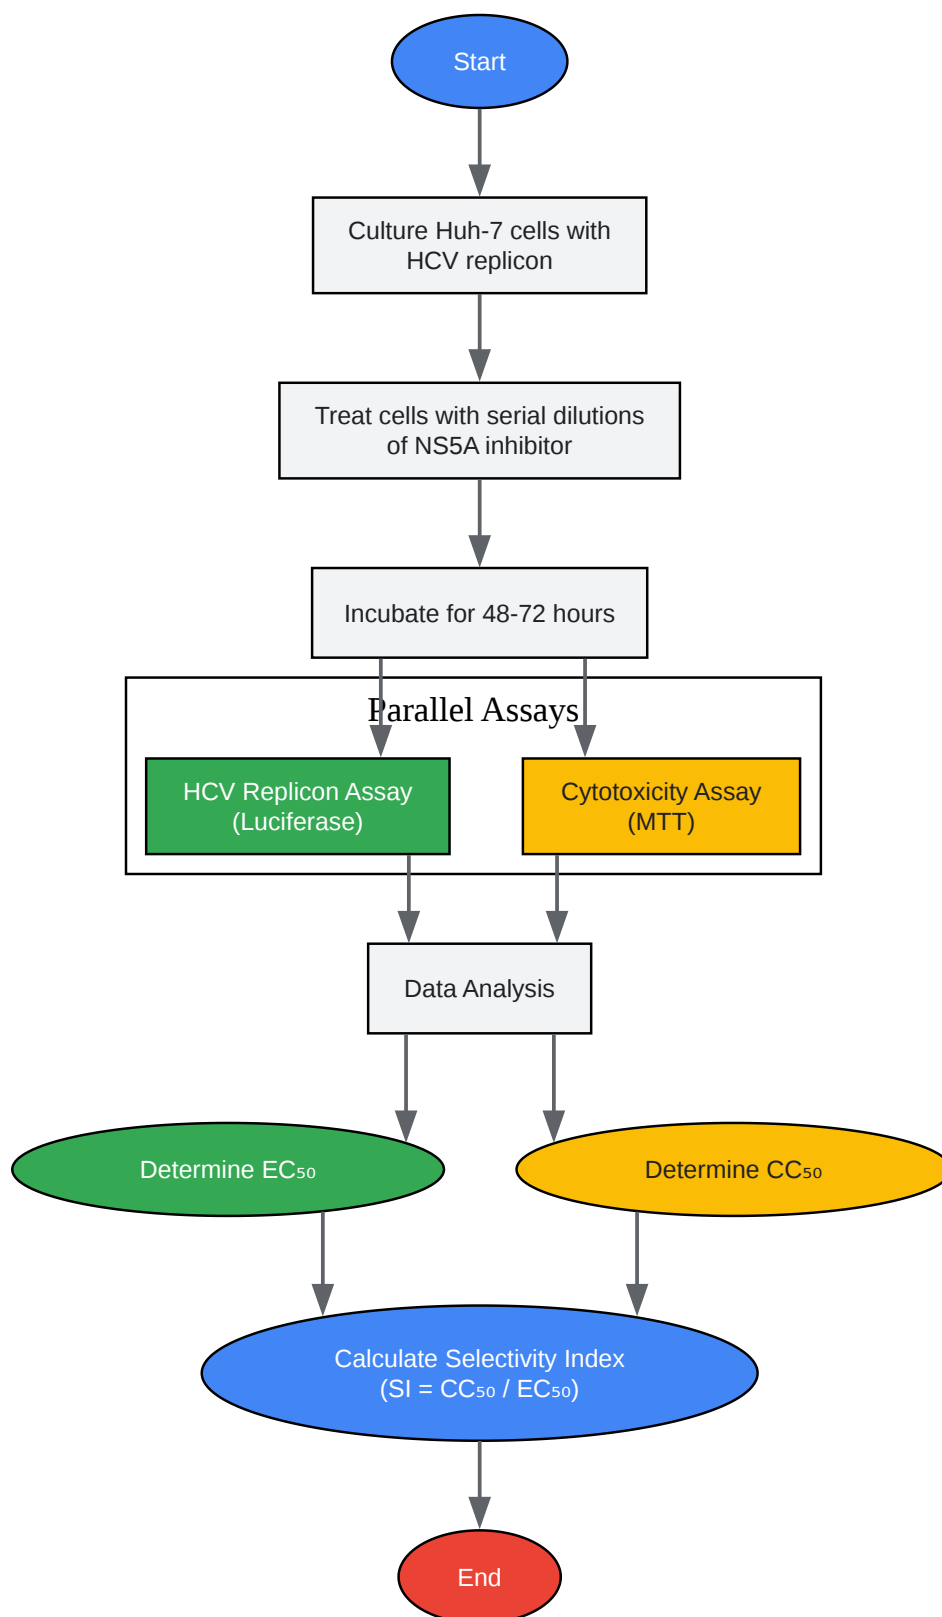 Start
Culture Huh-7 cells with
HCV replicon
Treat cells with serial dilutions
of NS5A inhibitor
Incubate for 48-72 hours
Parallel Assays
HCV Replicon Assay
(Luciferase)
Cytotoxicity Assay
(MTT)
Data Analysis
Determine EC₅₀
Determine CC₅₀
Calculate Selectivity Index
(SI = CC₅₀ / EC₅₀)
End